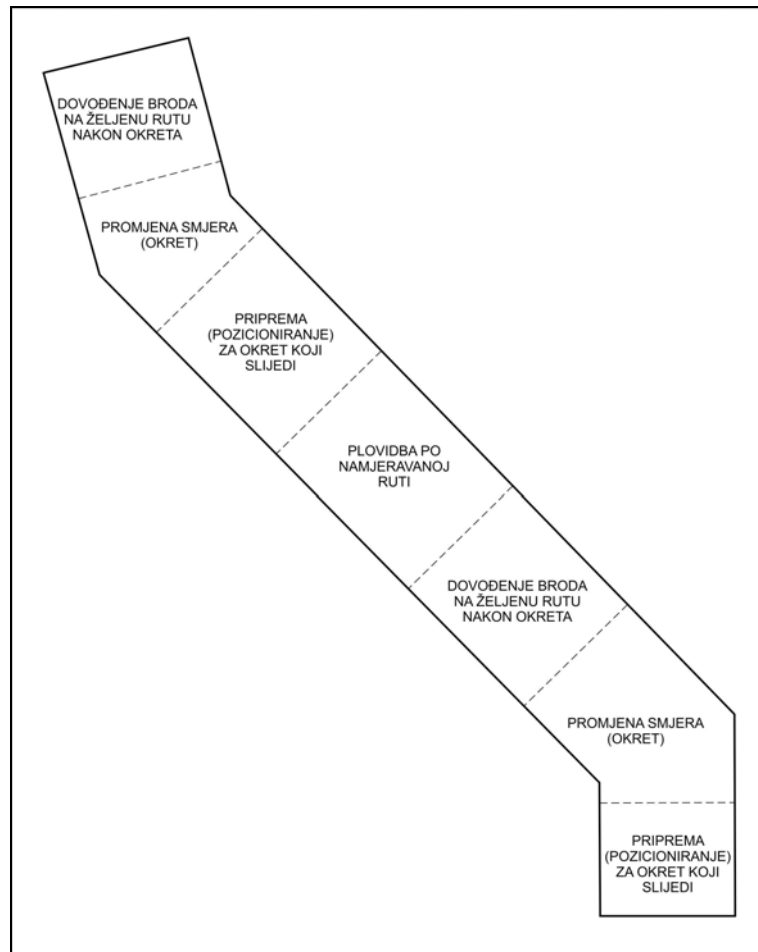 DOVOĐENJE BRODA
NA ŽELJENU RUTU
NAKON OKRETA
PROMJENA SMJERA
(OKRET)
PRIPREMA
(POZICIONIRANJE)
ZA OKRET KOJI
SLIJEDI
PLOVIDBA PO
NAMJERAVANOJ
RUTI
DOVOĐENJE BRODA
NA ŽELJENU RUTU
NAKON OKRETA
PROMJENA SMJERA
(OKRET)
PRIPREMA
(POZICIONIRANJE)
ZA OKRET KOJI
SLIJEDI